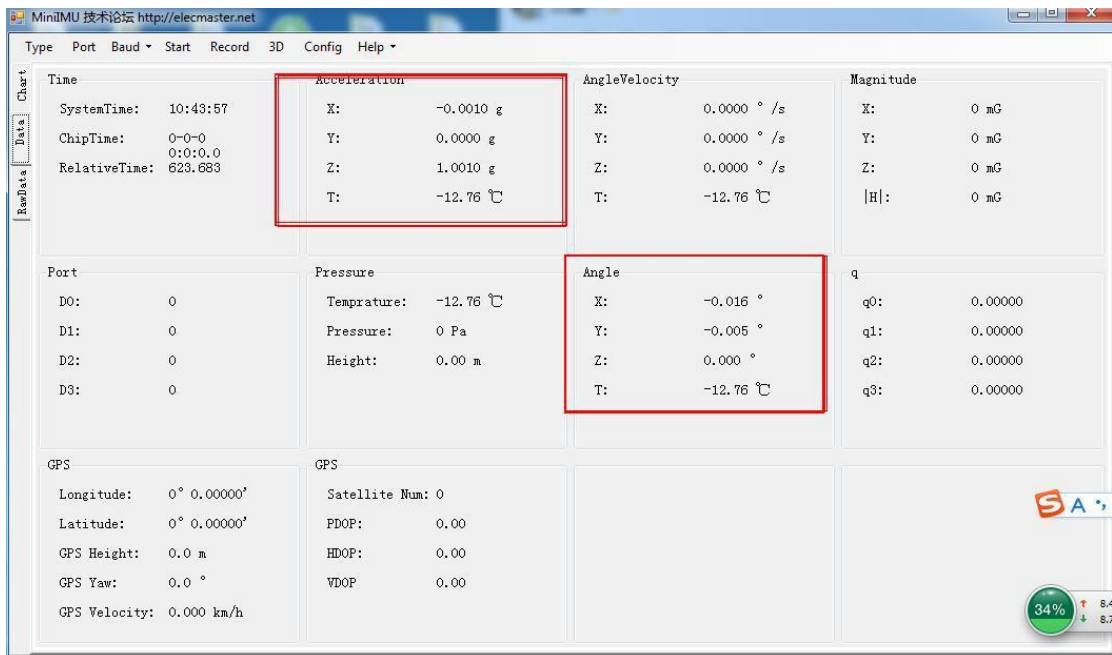 MiniIMU 技术论坛 http://elecmaster.net
Type Port Baud Start Record 3D Config Help
Chart
Data
RawData
Time
SystemTime: 10:43:57
ChipTime: 0-0-0
0:0:0.0
RelativeTime: 623.683
Acceleration
X: -0.0010 g
Y: 0.0000 g
Z: 1.0010 g
T: -12.76 ℃
AngleVelocity
X: 0.0000 ° /s
Y: 0.0000 ° /s
Z: 0.0000 ° /s
T: -12.76 ℃
Magnitude
X: 0 mG
Y: 0 mG
Z: 0 mG
|H|: 0 mG
Port
D0: 0
D1: 0
D2: 0
D3: 0
Pressure
Temprature: -12.76 ℃
Pressure: 0 Pa
Height: 0.00 m
Angle
X: -0.016 °
Y: -0.005 °
Z: 0.000 °
T: -12.76 ℃
q
q0: 0.00000
q1: 0.00000
q2: 0.00000
q3: 0.00000
GPS
Longitude: 0° 0.00000'
Latitude: 0° 0.00000'
GPS Height: 0.0 m
GPS Yaw: 0.0 °
GPS Velocity: 0.000 km/h
GPS
Satellite Num: 0
PDOP: 0.00
HDOP: 0.00
VDOP 0.00
S A
34%